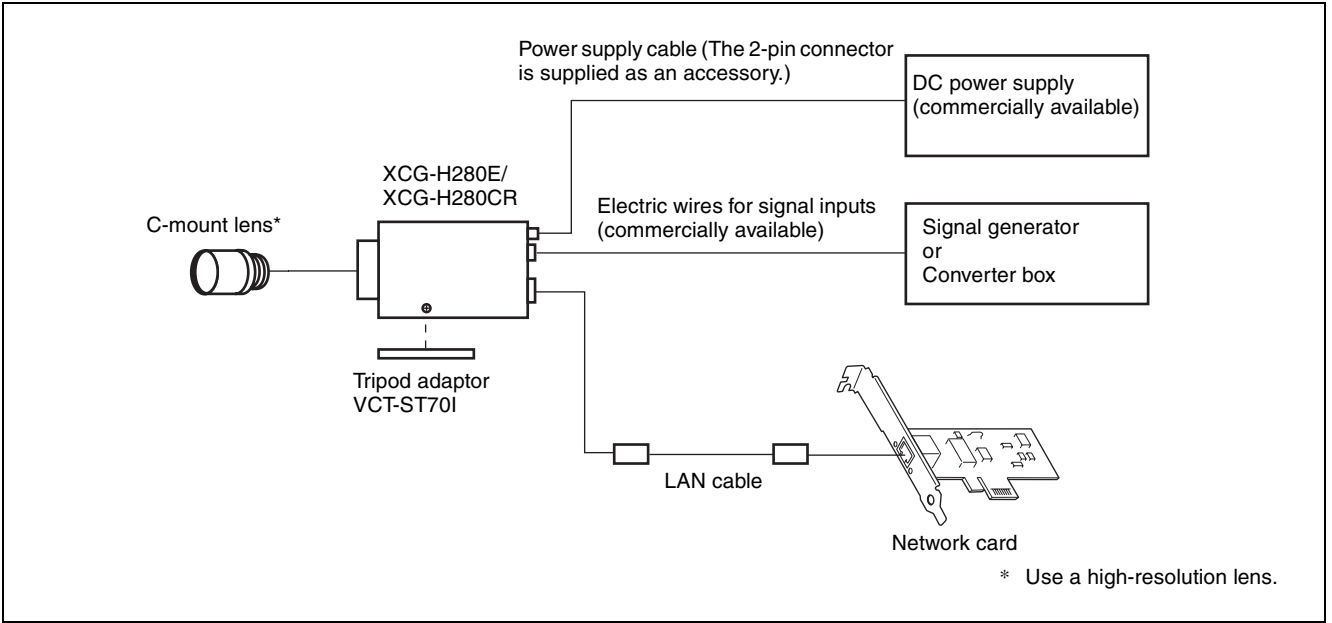 Power supply cable (The 2-pin connector
is supplied as an accessory.)
DC power supply
(commercially available)
XCG-H280E/
XCG-H280CR
C-mount lens*
Electric wires for signal inputs
(commercially available)
Signal generator
or
Converter box
Tripod adaptor
VCT-ST70I
LAN cable
Network card
* Use a high-resolution lens.